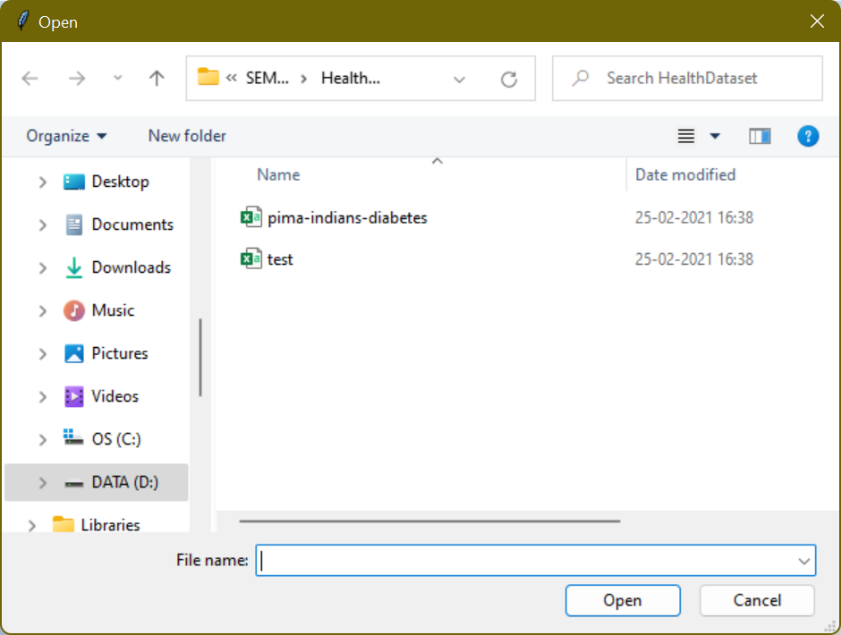 Open
« SEM... › Health...
Search HealthDataset
Organize
New folder
Name
Date modified
Desktop
Documents
Downloads
Music
Pictures
Videos
OS (C:)
DATA (D:)
Libraries
pima-indians-diabetes 25-02-2021 16:38
test 25-02-2021 16:38
File name:
Open
Cancel